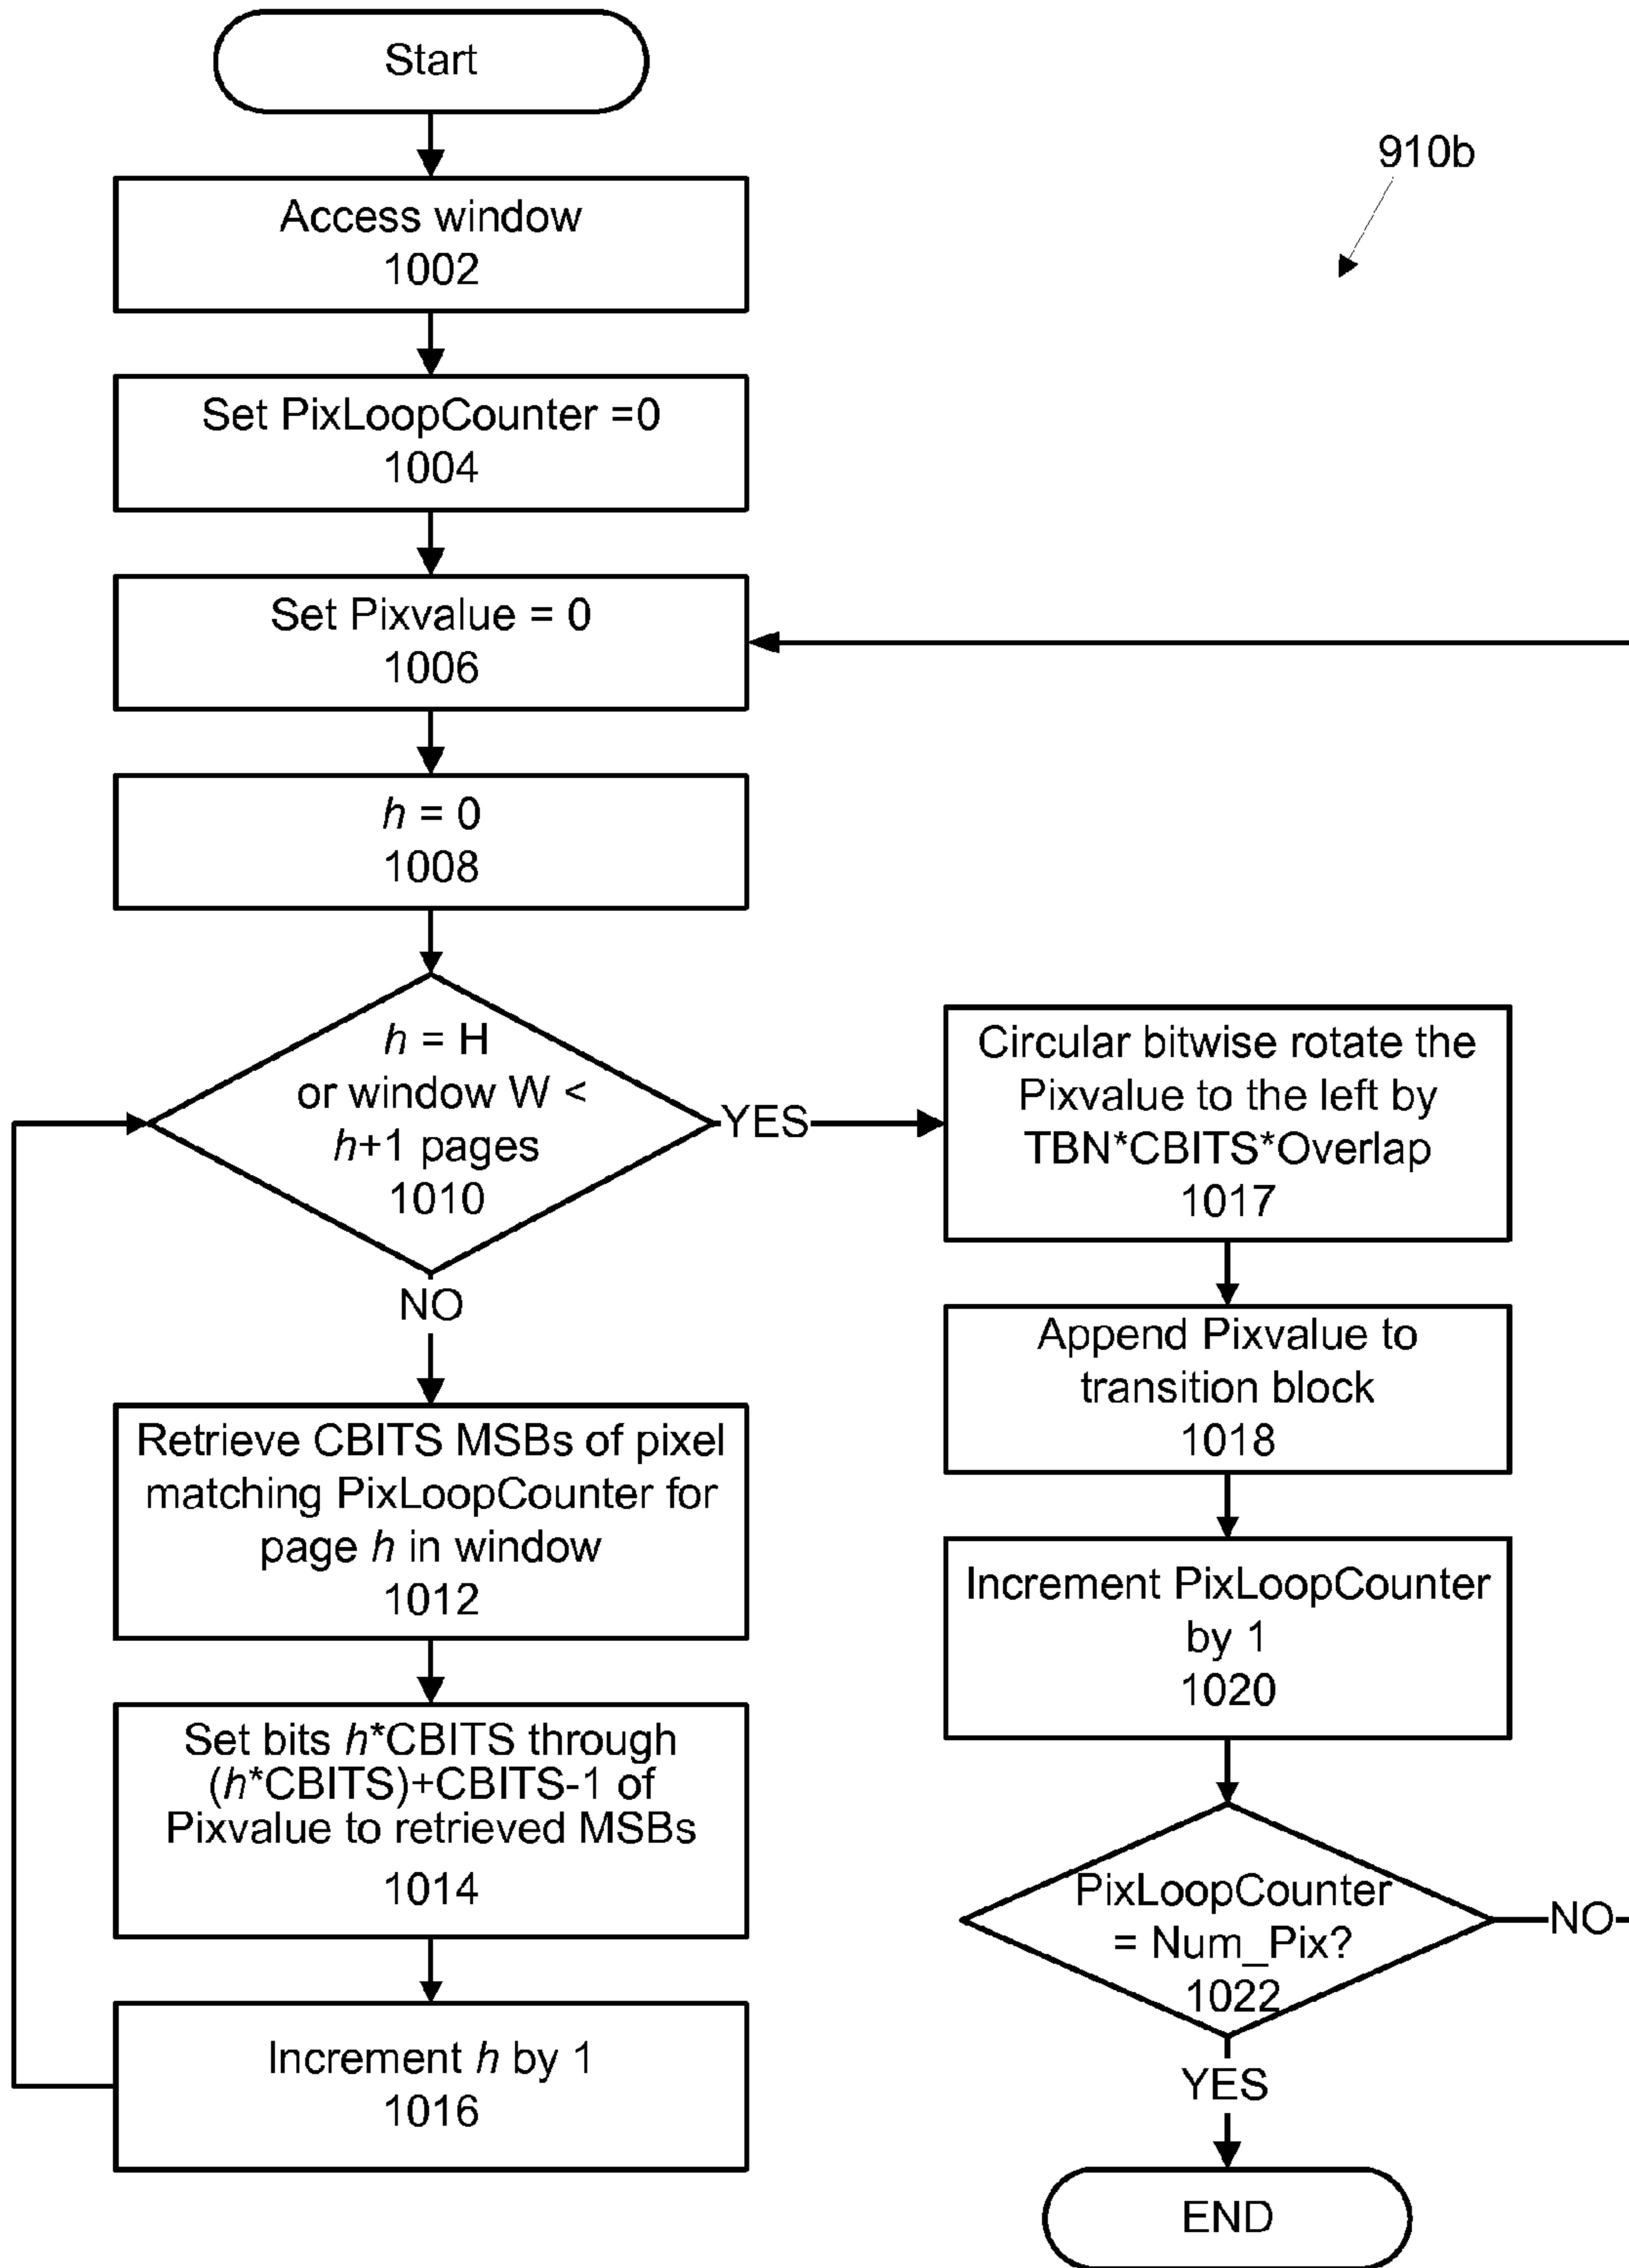 Start
910b
Access window
1002
Set PixLoopCounter =0
1004
Set Pixvalue = 0
1006
h = 0
1008
h = H
or window W <
h+1 pages
1010
YES
NO
Retrieve CBITS MSBs of pixel
matching PixLoopCounter for
page h in window
1012
Set bits h*CBITS through
(h*CBITS)+CBITS-1 of
Pixvalue to retrieved MSBs
1014
Increment h by 1
1016
Circular bitwise rotate the
Pixvalue to the left by
TBN*CBITS*Overlap
1017
Append Pixvalue to
transition block
1018
Increment PixLoopCounter
by 1
1020
PixLoopCounter
= Num_Pix?
1022
NO
YES
END